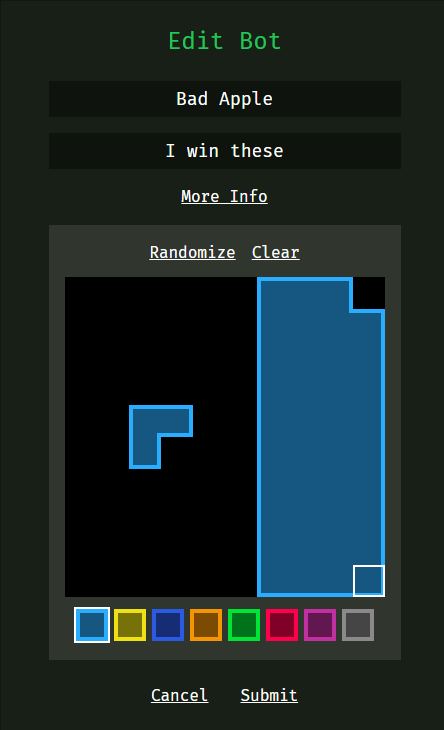 Edit Bot
Bad Apple
I win these
More Info
Randomize Clear
Cancel Submit